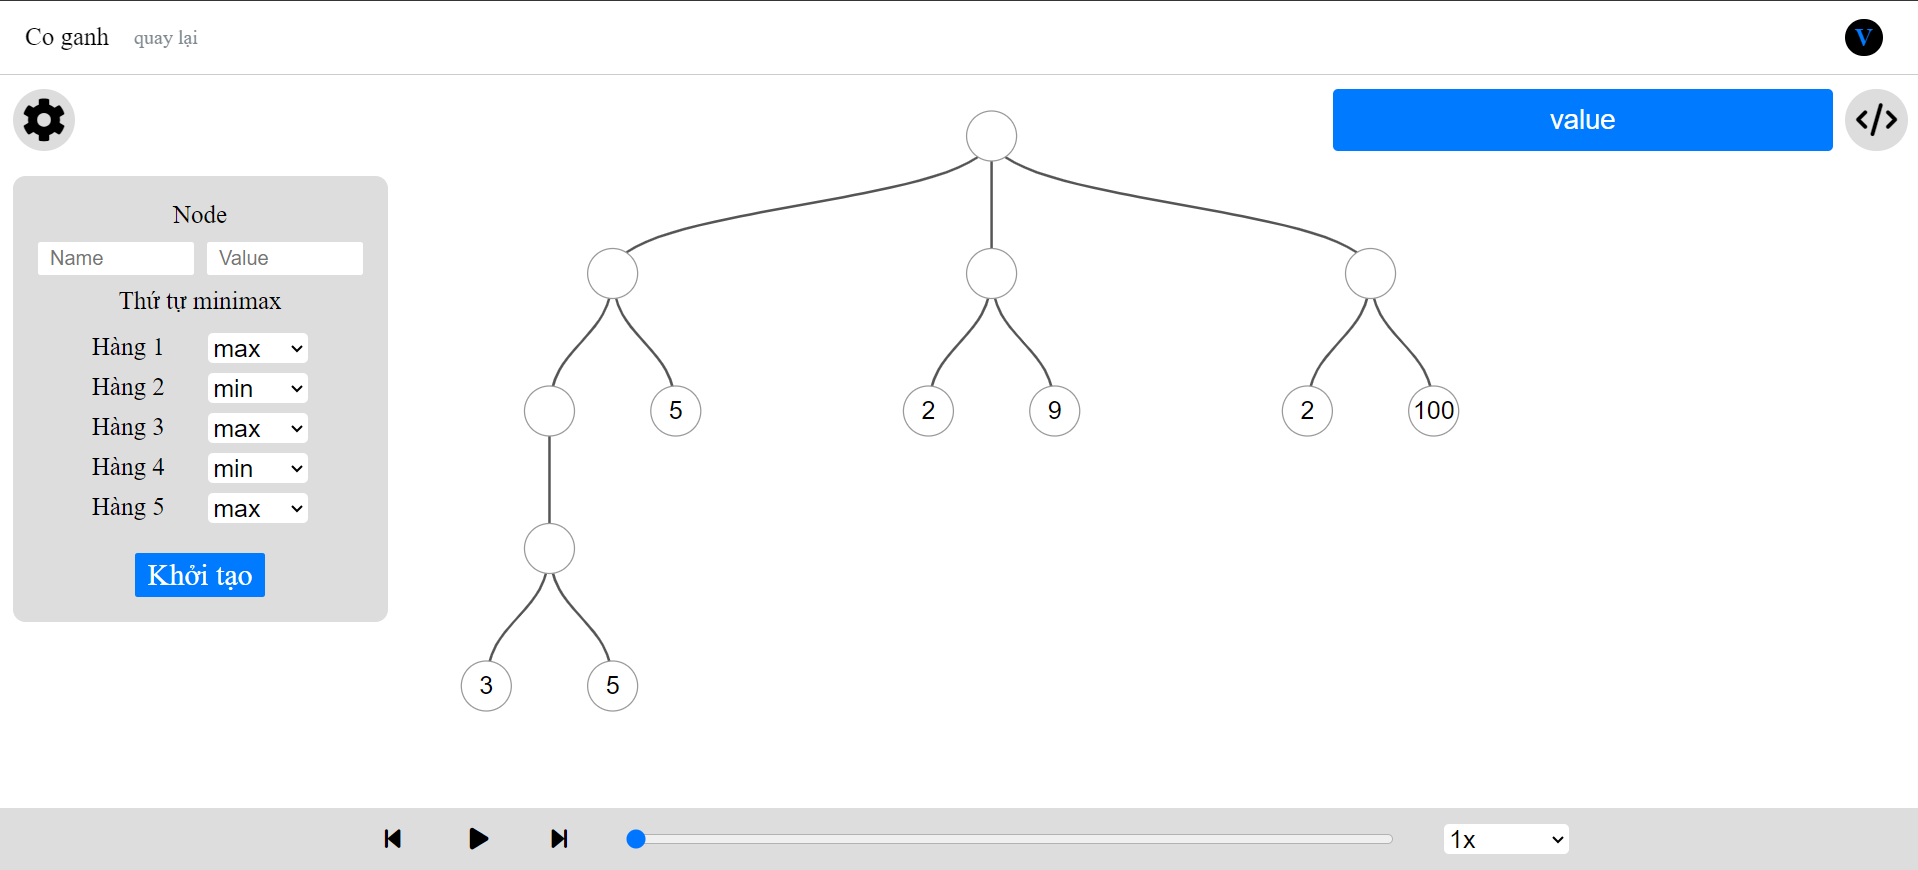 Co ganh quay lại V
value </>
Node
Name Value
Thứ tự minimax
Hàng 1 max
Hàng 2 min
Hàng 3 max
Hàng 4 min
Hàng 5 max
Khởi tạo
5 2 9 2 100
3 5
1x